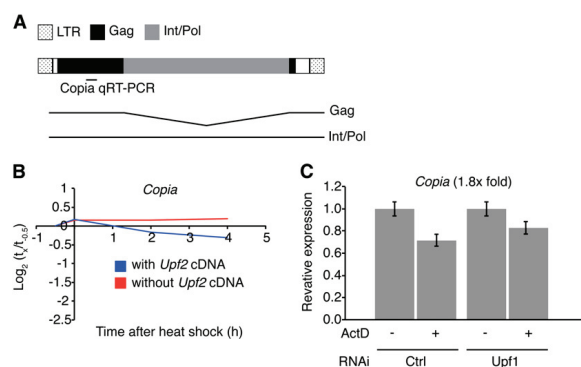 A
LTR Gag Int/Pol
Copia qRT-PCR
Gag
Int/Pol
B
Copia
Log2 (tx/t-0.5)
1
0.5
0
-0.5
-1
-1.5
-2
-2.5
-1 0 1 2 3 4 5
with Upf2 cDNA
without Upf2 cDNA
Time after heat shock (h)
C
Copia (1.8x fold)
Revative expression
1.2
1.0
0.8
0.6
0.4
0.2
0
ActD - + - +
RNAi Ctrl Upf1